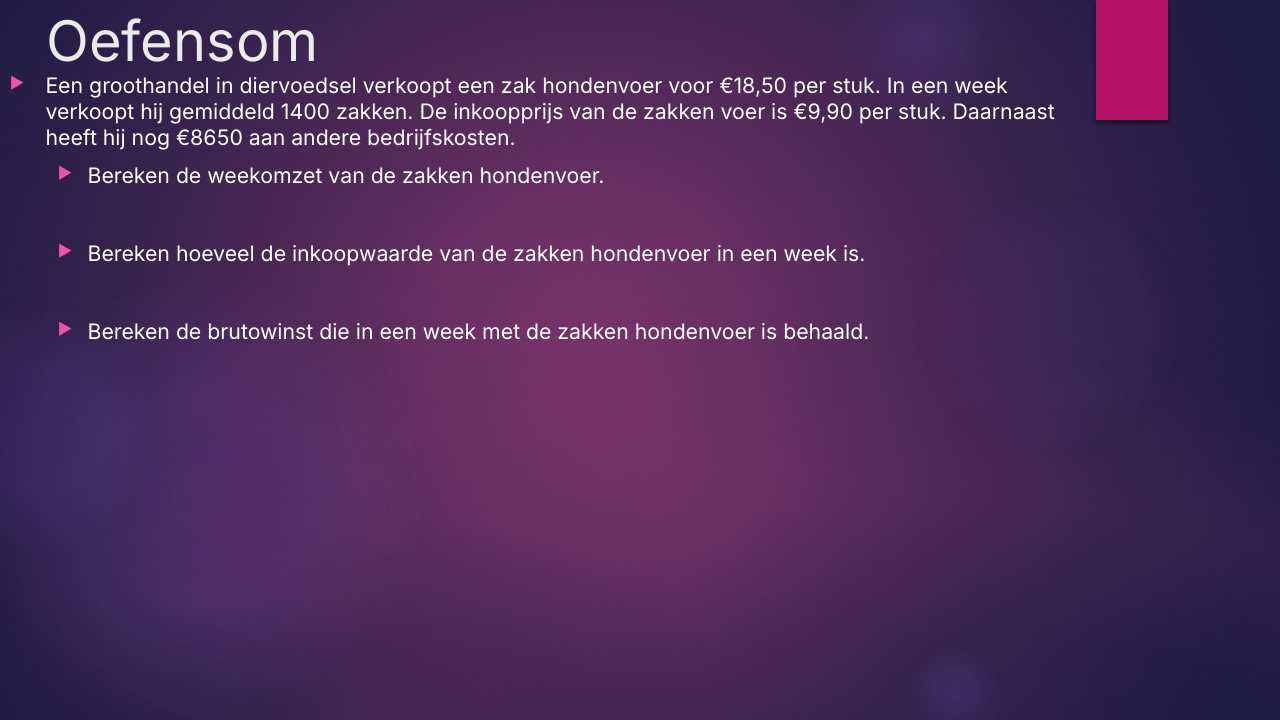 Oefensom
Een groothandel in diervoedsel verkoopt een zak hondenvoer voor €18,50 per stuk. In een week
verkoopt hij gemiddeld 1400 zakken. De inkoopprijs van de zakken voer is €9,90 per stuk. Daarnaast
heeft hij nog €8650 aan andere bedrijfskosten.
Bereken de weekomzet van de zakken hondenvoer.
Bereken hoeveel de inkoopwaarde van de zakken hondenvoer in een week is.
Bereken de brutowinst die in een week met de zakken hondenvoer is behaald.